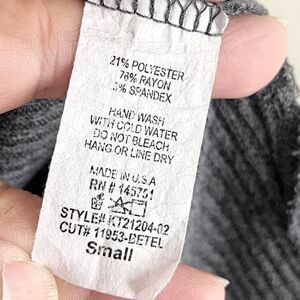 21% POLYESTER
76% RAYON
3% SPANDEX
HAND WASH
WITH COLD WATER
DO NOT BLEACH
HANG OR LINE DRY
MADE IN U.S.A
RN #
STYLE# KT21204-02
CUT# 11953-BETEL
Small